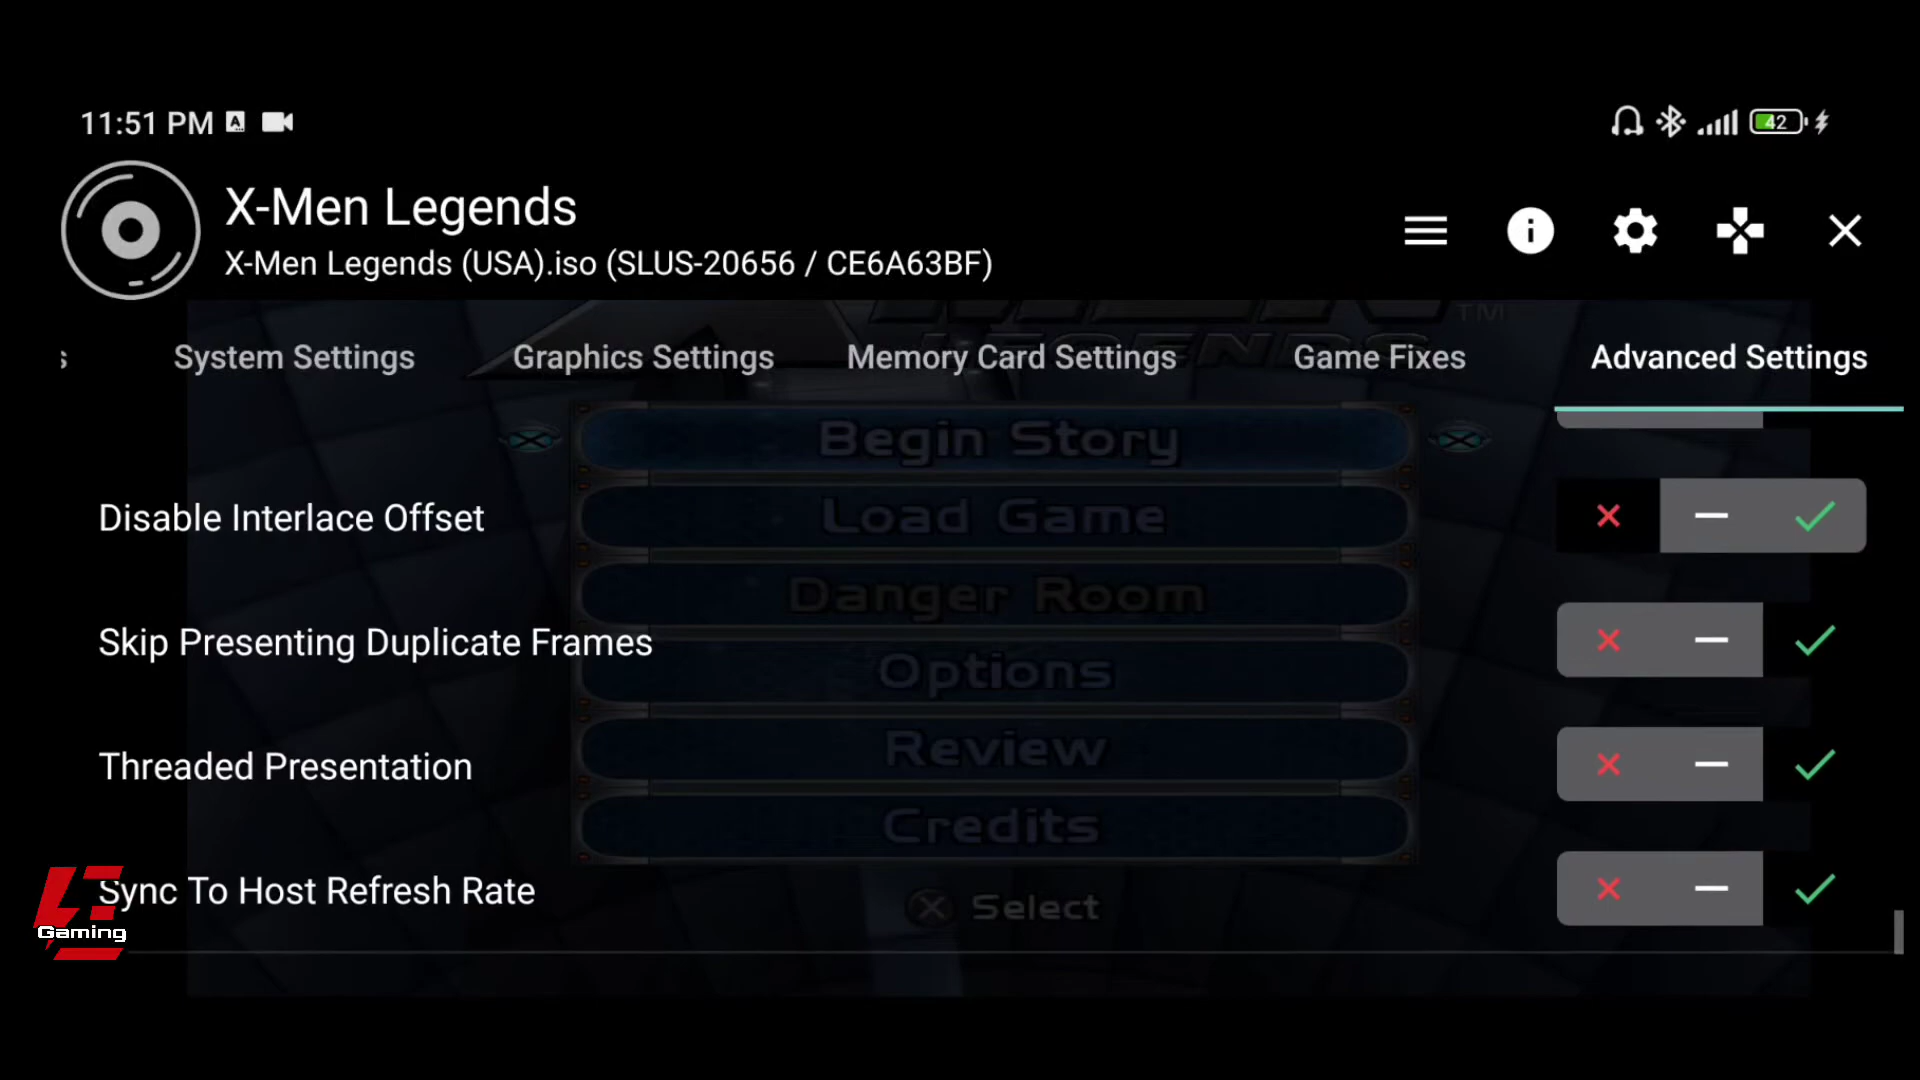 11:51 PM
42
X-Men Legends
X-Men Legends (USA).iso (SLUS-20656 / CE6A63BF)
TM
LEGENDS
s System Settings Graphics Settings Memory Card Settings Game Fixes Advanced Settings
Begin Story
Disable Interlace Offset
Load Game
Danger Room
Skip Presenting Duplicate Frames
Options
Review
Threaded Presentation
Credits
Sync To Host Refresh Rate
Select
Gaming